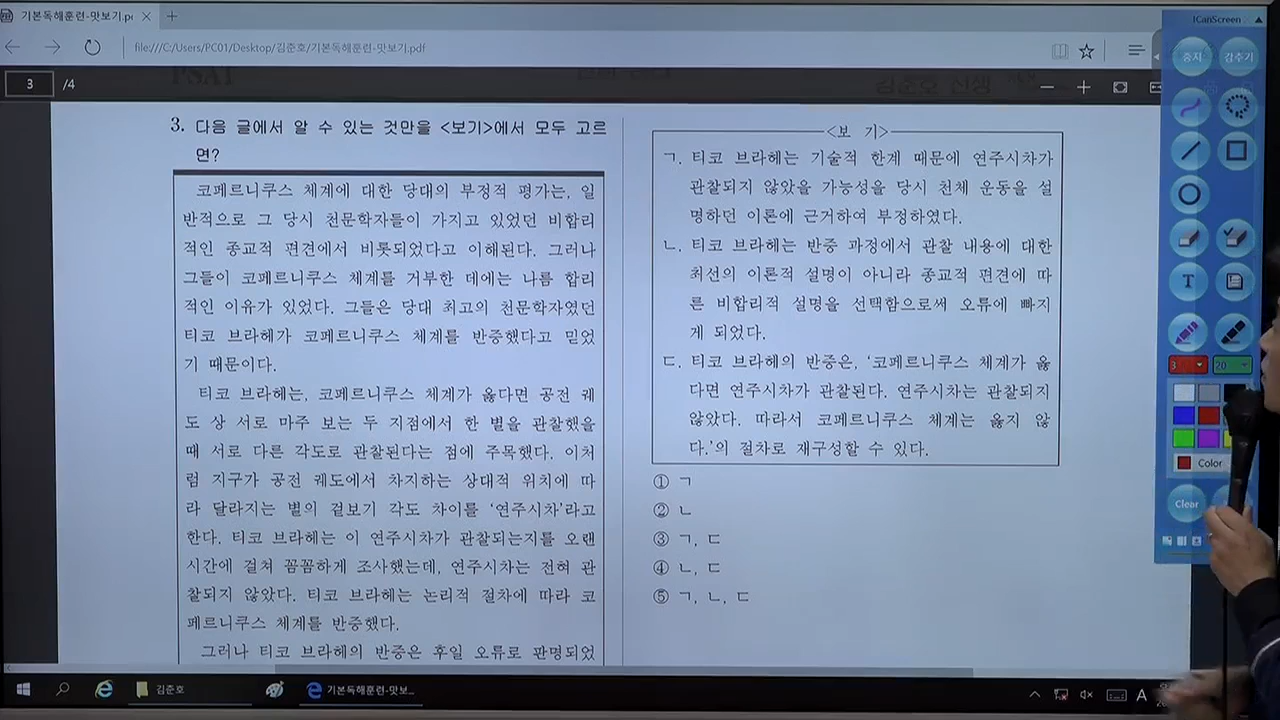 기본독해훈련-맛보기.pd
file:///C:/Users/PC01/Desktop/김준호/기본독해훈련-맛보기.pdf
3 /4
PSAT
김준호 선생
3. 다음 글에서 알 수 있는 것만을 <보기>에서 모두 고르
면?
코페르니쿠스 체계에 대한 당대의 부정적 평가는, 일
반적으로 그 당시 천문학자들이 가지고 있었던 비합리
적인 종교적 편견에서 비롯되었다고 이해된다. 그러나
그들이 코페르니쿠스 체계를 거부한 데에는 나름 합리
적인 이유가 있었다. 그들은 당대 최고의 천문학자였던
티코 브라헤가 코페르니쿠스 체계를 반증했다고 믿었
기 때문이다.
티코 브라헤는, 코페르니쿠스 체계가 옳다면 공전 궤
도 상 서로 마주 보는 두 지점에서 한 별을 관찰했을
때 서로 다른 각도로 관찰된다는 점에 주목했다. 이처
럼 지구가 공전 궤도에서 차지하는 상대적 위치에 따
라 달라지는 별의 겉보기 각도 차이를 ‘연주시차’라고
한다. 티코 브라헤는 이 연주시차가 관찰되는지를 오랜
시간에 걸쳐 꼼꼼하게 조사했는데, 연주시차는 전혀 관
찰되지 않았다. 티코 브라헤는 논리적 절차에 따라 코
페르니쿠스 체계를 반증했다.
그러나 티코 브라헤의 반증은 후일 오류로 판명되었
<보 기>
ㄱ. 티코 브라헤는 기술적 한계 때문에 연주시차가
관찰되지 않았을 가능성을 당시 천체 운동을 설
명하던 이론에 근거하여 부정하였다.
ㄴ. 티코 브라헤는 반증 과정에서 관찰 내용에 대한
최선의 이론적 설명이 아니라 종교적 편견에 따
른 비합리적 설명을 선택함으로써 오류에 빠지
게 되었다.
ㄷ. 티코 브라헤의 반증은, ‘코페르니쿠스 체계가 옳
다면 연주시차가 관찰된다. 연주시차는 관찰되지
않았다. 따라서 코페르니쿠스 체계는 옳지 않
다.’의 절차로 재구성할 수 있다.
① ㄱ
② ㄴ
③ ㄱ, ㄷ
④ ㄴ, ㄷ
⑤ ㄱ, ㄴ, ㄷ
ICanScreen
중지 감추기
T
3 20
Color
Clear
김준호
기본독해훈련-맛보...
A